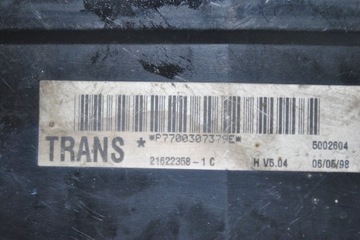 *P7700307379E*
5002604
TRANS *
21622358-1 C
H V5.04
06/05/98